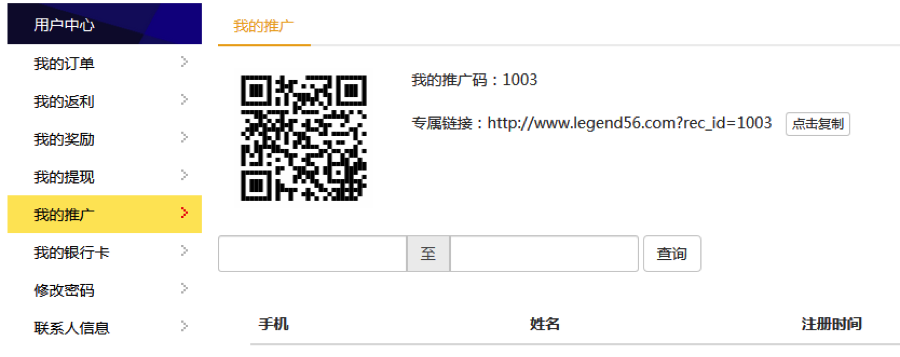 用户中心
我的订单
我的返利
我的奖励
我的提现
我的推广
我的银行卡
修改密码
联系人信息
我的推广
我的推广码：1003
专属链接：http://www.legend56.com?rec_id=1003 点击复制
至 查询
手机 姓名 注册时间